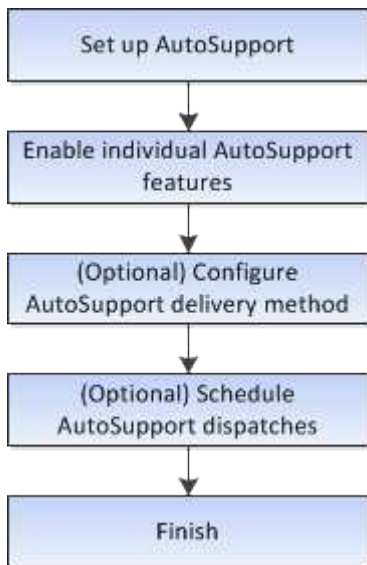 Set up AutoSupport
Enable individual AutoSupport
features
(Optional) Configure
AutoSupport delivery method
(Optional) Schedule
AutoSupport dispatches
Finish